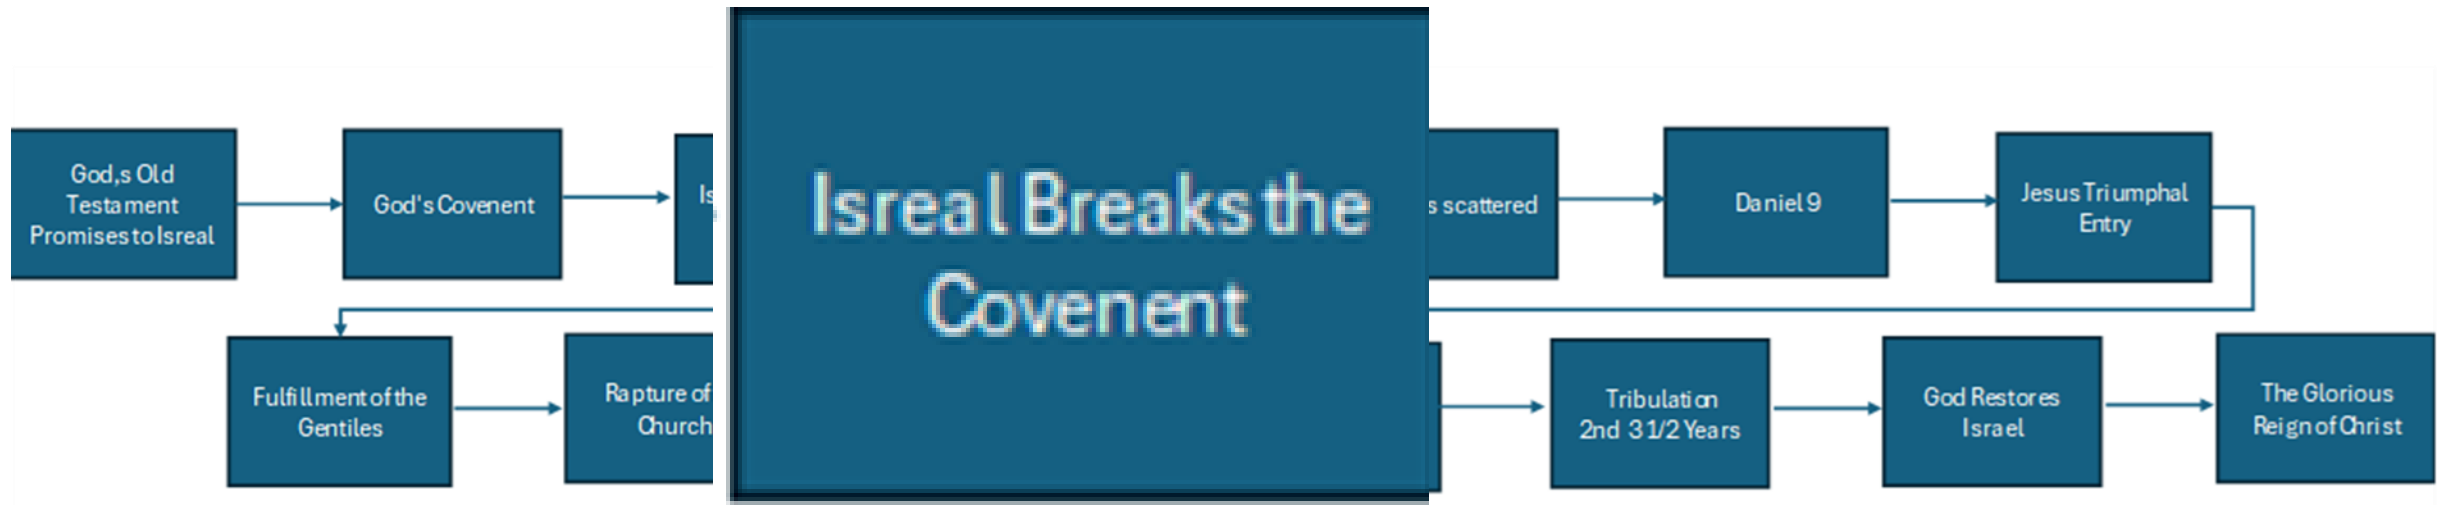 God,s Old
Testament
Promises to Isreal
God's Covenent
Isreal Breaks the
Covenent
scattered
Daniel 9
Jesus Triumphal
Entry
Fulfillment of the
Gentiles
Rapture of
Church
Tribulation
2nd 3 1/2 Years
God Restores
Israel
The Glorious
Reign of Christ